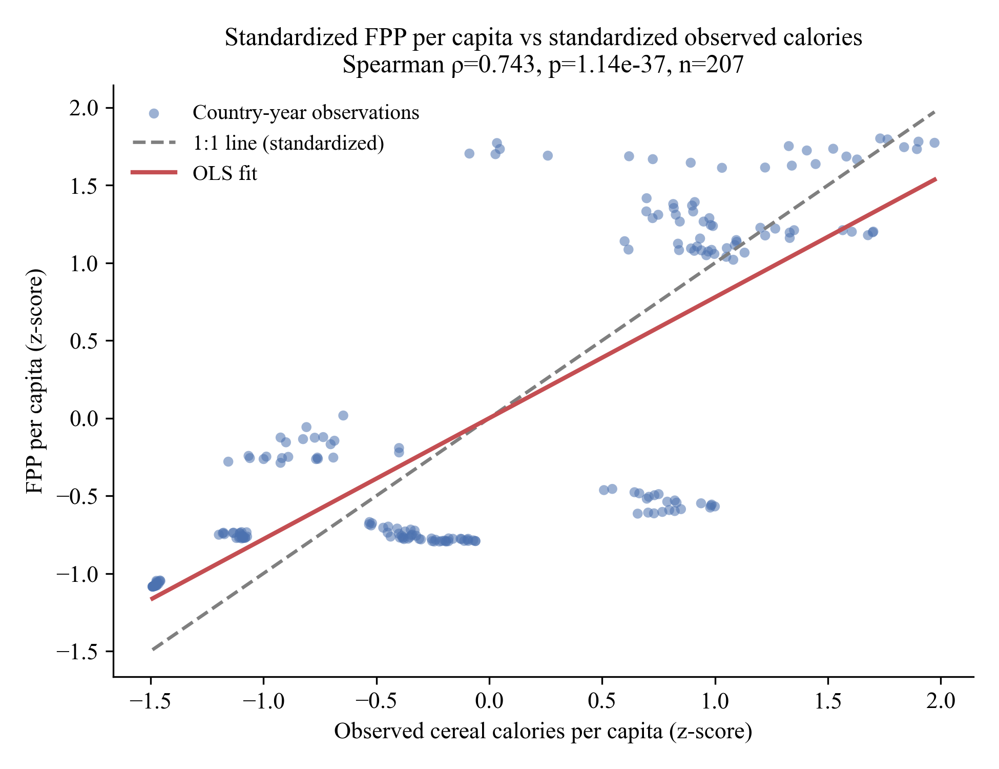 Standardized FPP per capita vs standardized observed calories
Spearman ρ=0.743, p=1.14e-37, n=207
Country-year observations
1:1 line (standardized)
OLS fit
FPP per capita (z-score)
2.0
1.5
1.0
0.5
0.0
−0.5
−1.0
−1.5
−1.5 −1.0 −0.5 0.0 0.5 1.0 1.5 2.0
Observed cereal calories per capita (z-score)